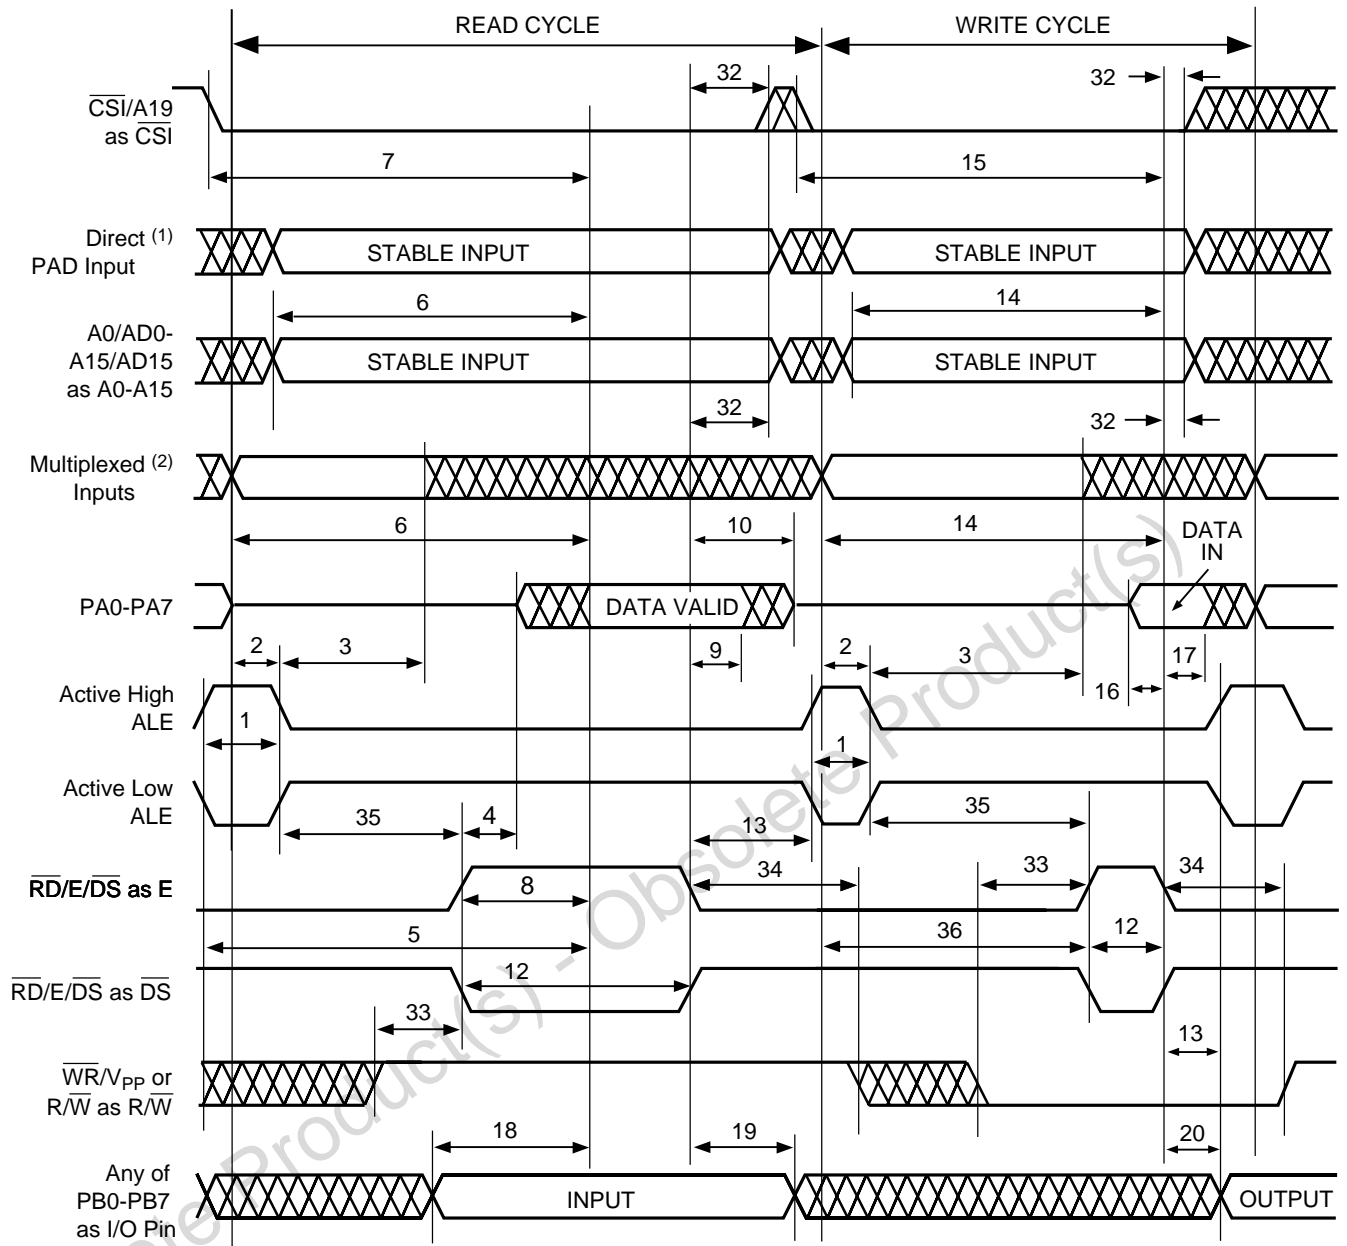 READ CYCLE WRITE CYCLE
32 32
CSI/A19
as CSI
7 15
Direct (1)
PAD Input
STABLE INPUT STABLE INPUT
6 14
A0/AD0-
A15/AD15
as A0-A15
STABLE INPUT STABLE INPUT
32 32
Multiplexed (2)
Inputs
6 10 14
DATA
IN
PA0-PA7 DATA VALID
2 3 9 2 3 17
16
Active High
ALE
1 1
Active Low
ALE
35 4 13 35
34 33 34
RD/E/DS as E
8
5 36 12
RD/E/DS as DS
12
33 13
WR/VPP or
R/W as R/W
18 19 20
Any of
PB0-PB7
as I/O Pin
INPUT OUTPUT
Product(s) - Obsolete Product(s)